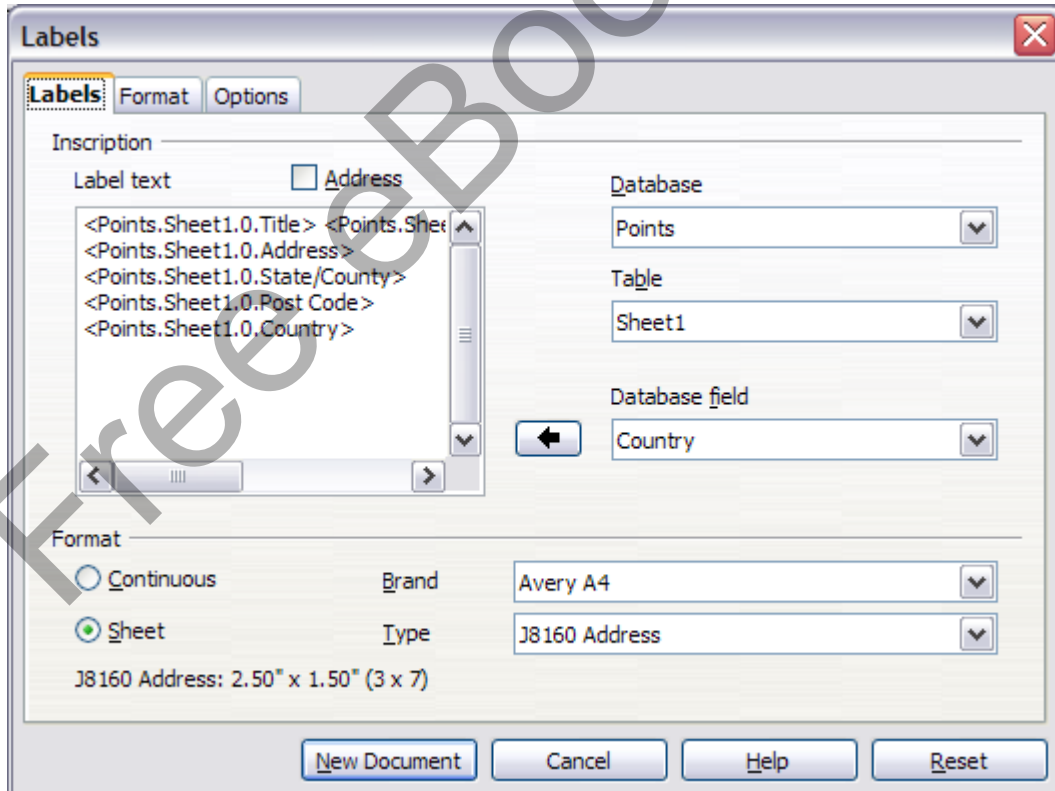 Labels
Labels Format Options
Inscription
Label text Address
<Points.Sheet1.0.Title> <Points.Shee
<Points.Sheet1.0.Address>
<Points.Sheet1.0.State/County>
<Points.Sheet1.0.Post Code>
<Points.Sheet1.0.Country>
Database
Points
Table
Sheet1
Database field
Country
Format
Continuous
Brand
Avery A4
Sheet
Type
J8160 Address
J8160 Address: 2.50" x 1.50" (3 x 7)
New Document Cancel Help Reset
Free eBoo